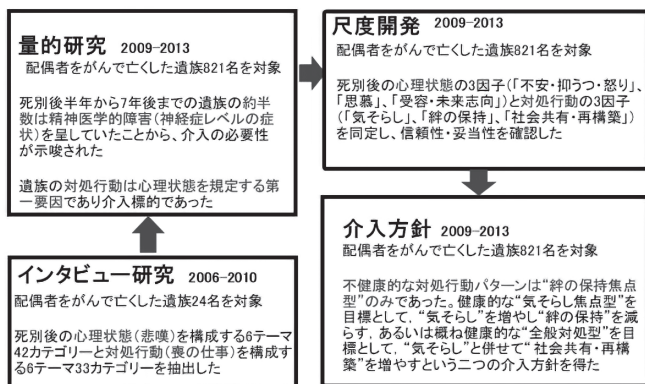 量的研究 2009-2013
配偶者をがんで亡くした遺族821名を対象
死別後半年から7年後までの遺族の約半
数は精神医学的障害(神経症レベルの症
状)を呈していたことから、介入の必要性
が示唆された
遺族の対処行動は心理状態を規定する第
一要因であり介入標的であった
尺度開発 2009-2013
配偶者をがんで亡くした遺族821名を対象
死別後の心理状態の3因子(「不安・抑うつ・怒り」、
「思慕」、「受容・未来志向」)と対処行動の3因子
(「気そらし」、「絆の保持」、「社会共有・再構築」)
を同定し、信頼性・妥当性を確認した
インタビュー研究 2006-2010
配偶者をがんで亡くした遺族24名を対象
死別後の心理状態(悲嘆)を構成する6テーマ
42カテゴリーと対処行動(喪の仕事)を構成す
る6テーマ33カテゴリーを抽出した
介入方針 2009-2013
配偶者をがんで亡くした遺族821名を対象
不健康的な対処行動パターンは“絆の保持焦点
型”のみであった。健康的な“気そらし焦点型”を
目標として、“気そらし”を増やし“絆の保持”を減
らす、あるいは概ね健康的な“全般対処型”を目
標として、“気そらし”と併せて“社会共有・再構
築”を増やすという二つの介入方針を得た